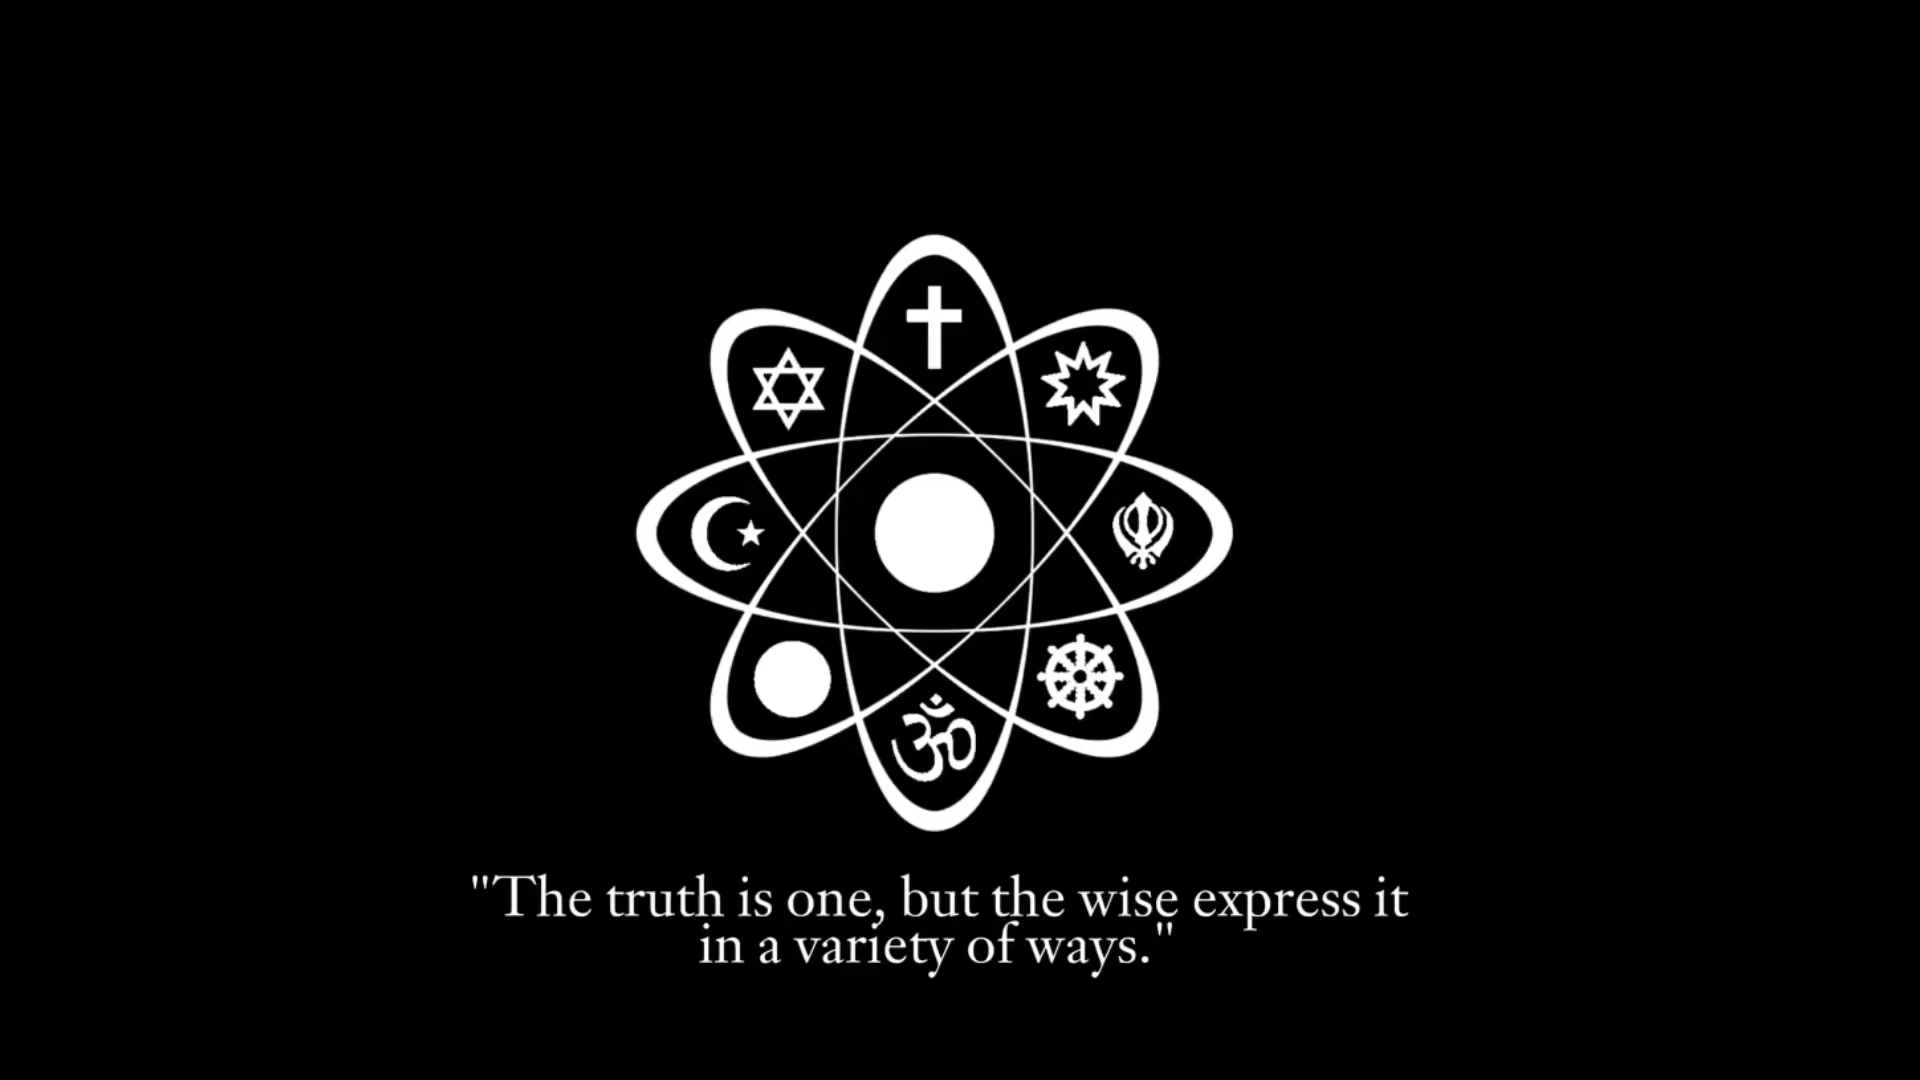 "The truth is one, but the wise express it
in a variety of ways."